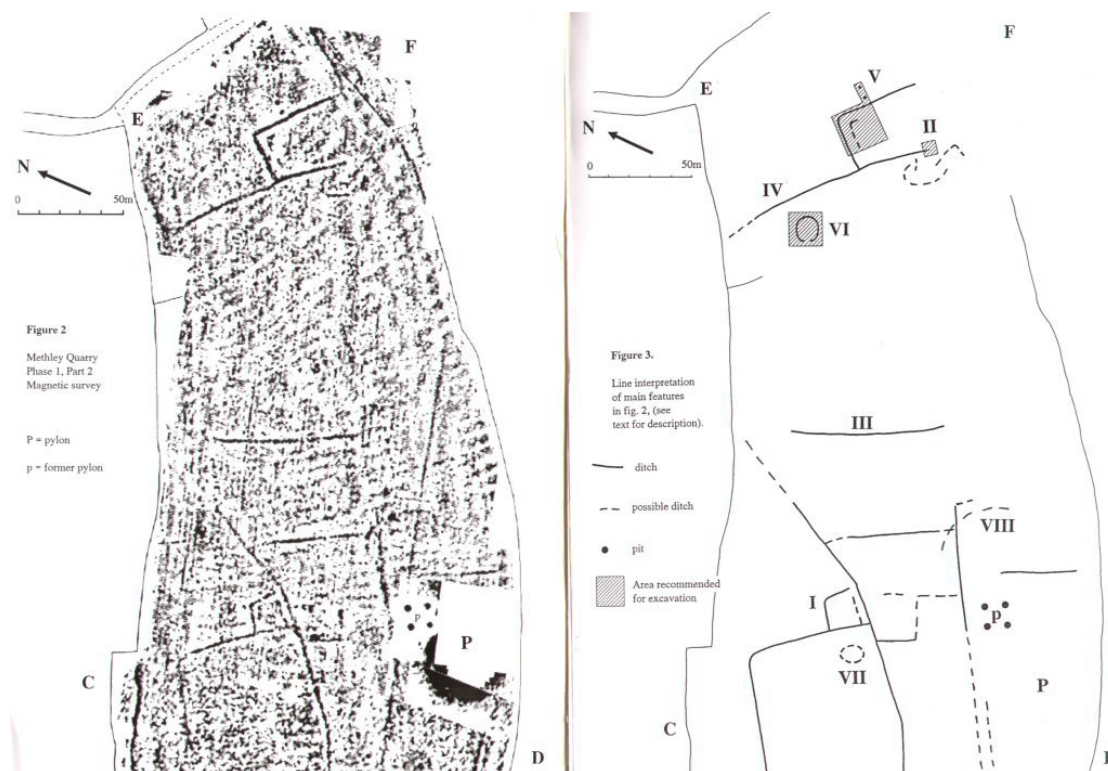 F
E
N
0
50m
Figure 2
Methley Quarry
Phase 1, Part 2
Magnetic survey
P = pylon
p = former pylon
p
P
C
D
F
V
E
N
II
0
50m
IV
VI
Figure 3.
Line interpretation
of main features
in fig. 2, (see
text for description).
III
ditch
possible ditch
VIII
pit
Area recommended
for excavation
I
p
VII
P
C